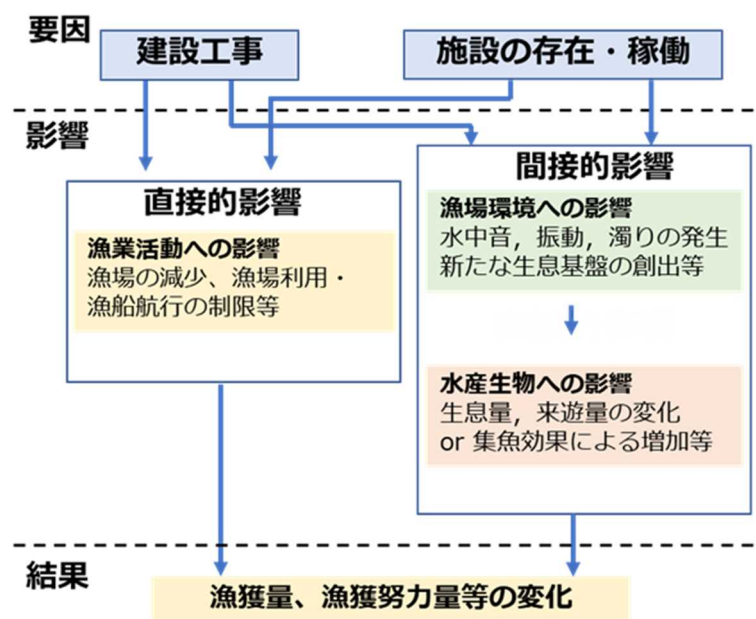 要因
建設工事
施設の存在・稼働
影響
直接的影響
漁業活動への影響
漁場の減少、漁場利用・
漁船航行の制限等
間接的影響
漁場環境への影響
水中音，振動，濁りの発生
新たな生息基盤の創出等
水産生物への影響
生息量，来遊量の変化
or 集魚効果による増加等
結果
漁獲量、漁獲努力量等の変化